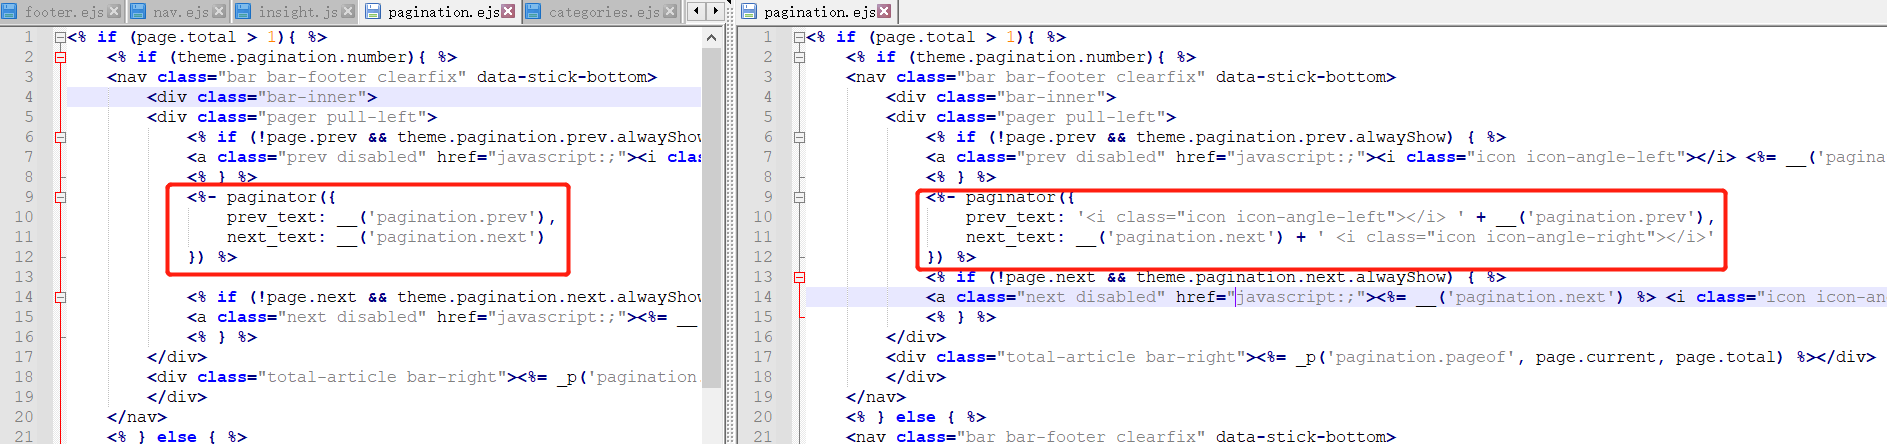 footer.ejs nav.ejs insight.js pagination.ejs categories.ejs
1 <% if (page.total > 1){ %>
2 <% if (theme.pagination.number){ %>
3 <nav class="bar bar-footer clearfix" data-stick-bottom>
4 <div class="bar-inner">
5 <div class="pager pull-left">
6 <% if (!page.prev && theme.pagination.prev.alwayShow
7 <a class="prev disabled" href="javascript:;"><i clas
8 <% } %>
9 <%- paginator({
10 prev_text: __('pagination.prev'),
11 next_text: __('pagination.next')
12 }) %>
13
14 <% if (!page.next && theme.pagination.next.alwayShow
15 <a class="next disabled" href="javascript:;"><%= __
16 <% } %>
17 </div>
18 <div class="total-article bar-right"><%= _p('pagination.
19 </div>
20 </nav>
21 <% } else { %>
pagination.ejs
1 <% if (page.total > 1){ %>
2 <% if (theme.pagination.number){ %>
3 <nav class="bar bar-footer clearfix" data-stick-bottom>
4 <div class="bar-inner">
5 <div class="pager pull-left">
6 <% if (!page.prev && theme.pagination.prev.alwayShow) { %>
7 <a class="prev disabled" href="javascript:;"><i class="icon icon-angle-left"></i> <%= __('pagina
8 <% } %>
9 <%- paginator({
10 prev_text: '<i class="icon icon-angle-left"></i> ' + __('pagination.prev'),
11 next_text: __('pagination.next') + ' <i class="icon icon-angle-right"></i>'
12 }) %>
13 <% if (!page.next && theme.pagination.next.alwayShow) { %>
14 <a class="next disabled" href="javascript:;"><%= __('pagination.next') %> <i class="icon icon-an
15 <% } %>
16 </div>
17 <div class="total-article bar-right"><%= _p('pagination.pageof', page.current, page.total) %></div>
18 </div>
19 </nav>
20 <% } else { %>
21 <nav class="bar bar-footer clearfix" data-stick-bottom>